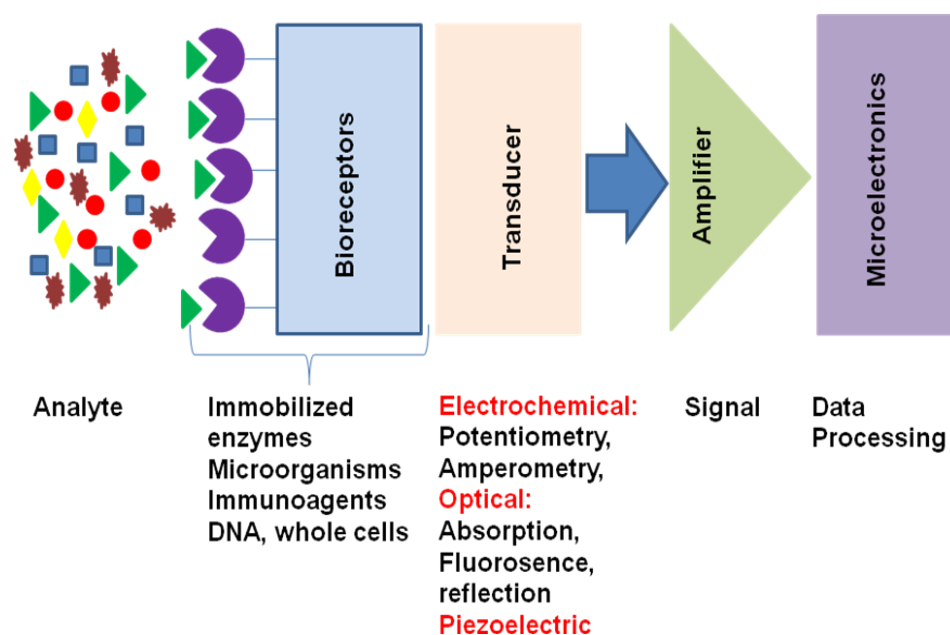 Bioreceptors
Transducer
Amplifier
Microelectronics
Analyte
Immobilized
enzymes
Microorganisms
Immunoagents
DNA, whole cells
Electrochemical:
Potentiometry,
Amperometry,
Optical:
Absorption,
Fluorosence,
reflection
Piezoelectric
Signal
Data
Processing